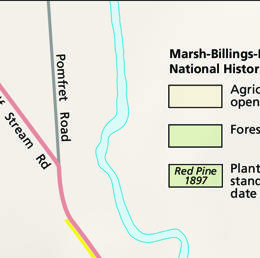 Pomfret Road
Stream Rd
Marsh-Billings-
National Histor
Agric
open
Fores
Red Pine
1897
Plant
stand
date